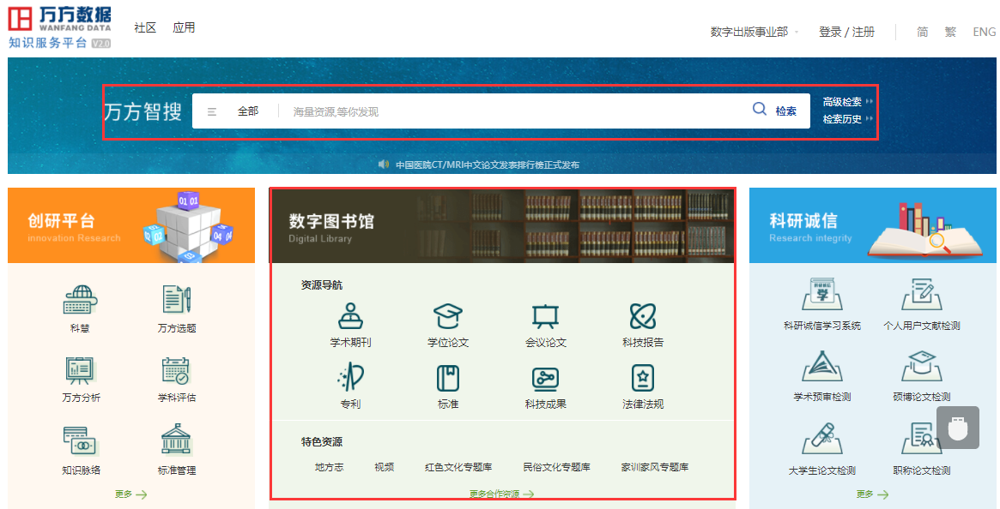 万方数据
WANFANG DATA
知识服务平台 V2.0
社区 应用
数字出版事业部 登录 / 注册 简 繁 ENG
万方智搜 全部 海量资源,等你发现 检索
高级检索
检索历史
中国医院CT/MRI中文论文发表排行榜正式发布
创研平台
innovation Research
01 01
04 04
科慧 万方选题
万方分析 学科评估
知识脉络 标准管理
更多
数字图书馆
Digital Library
资源导航
学术期刊 学位论文 会议论文 科技报告
专利 标准 科技成果 法律法规
特色资源
地方志 视频 红色文化专题库 民俗文化专题库 家训家风专题库
更多合作资源
科研诚信
Research integrity
学
科研诚信学习系统 个人用户文献检测
学术预审检测 硕博论文检测
大学生论文检测 职称论文检测
更多